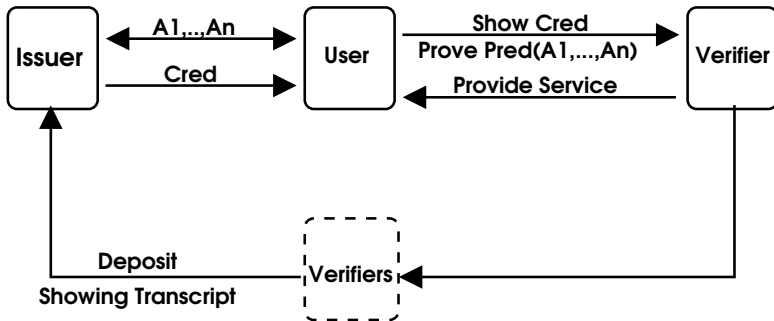 A1,..,An
Show Cred
Issuer
User
Prove Pred(A1,...,An)
Verifier
Cred
Provide Service
Deposit
Verifiers
Showing Transcript